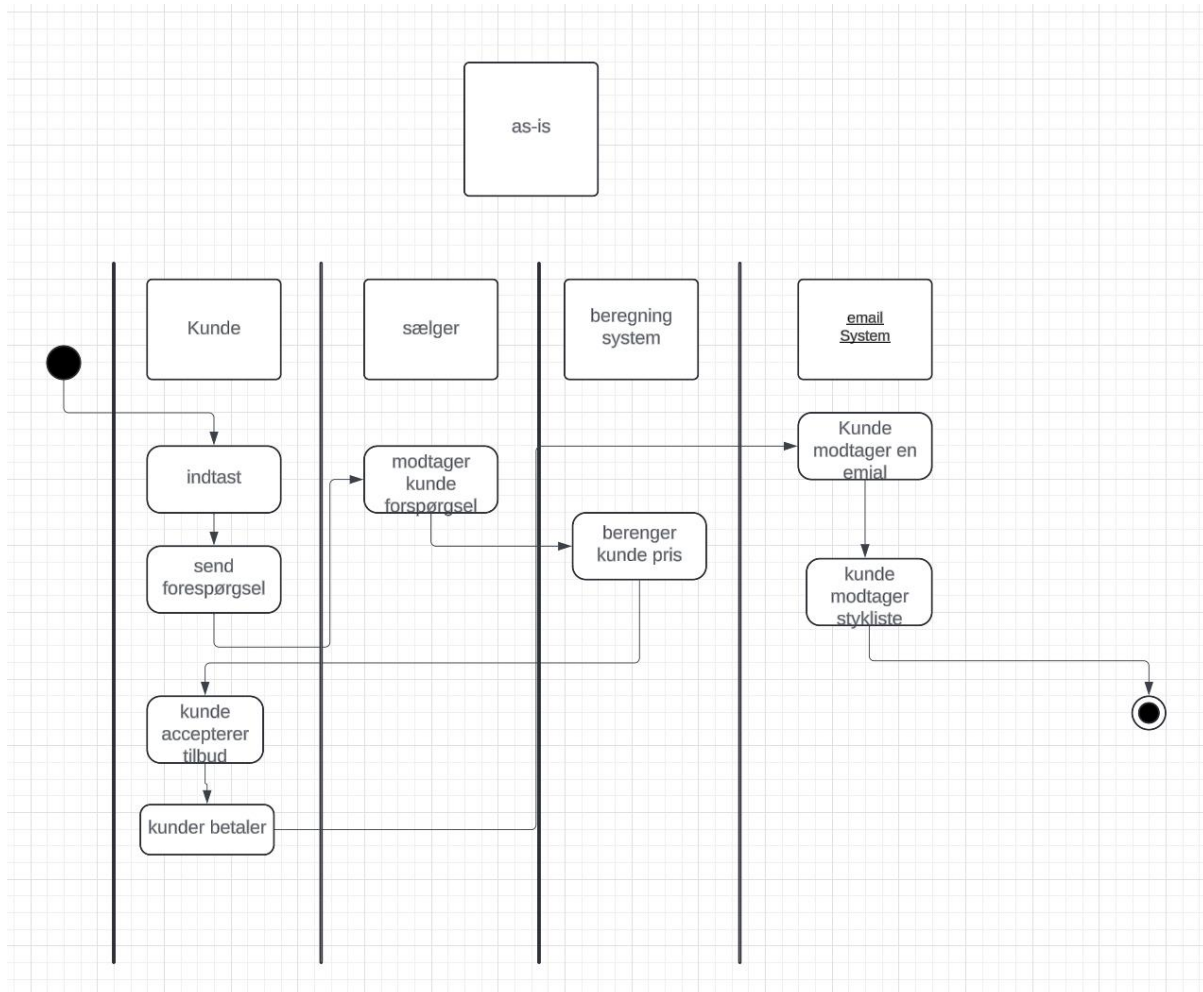 as-is
Kunde
sælger
beregning
system
email
System
indtast
modtager
kunde
forspørgsel
Kunde
modtager en
emial
send
forespørgsel
berenger
kunde pris
kunde
modtager
stykliste
kunde
accepterer
tilbud
kunder betaler